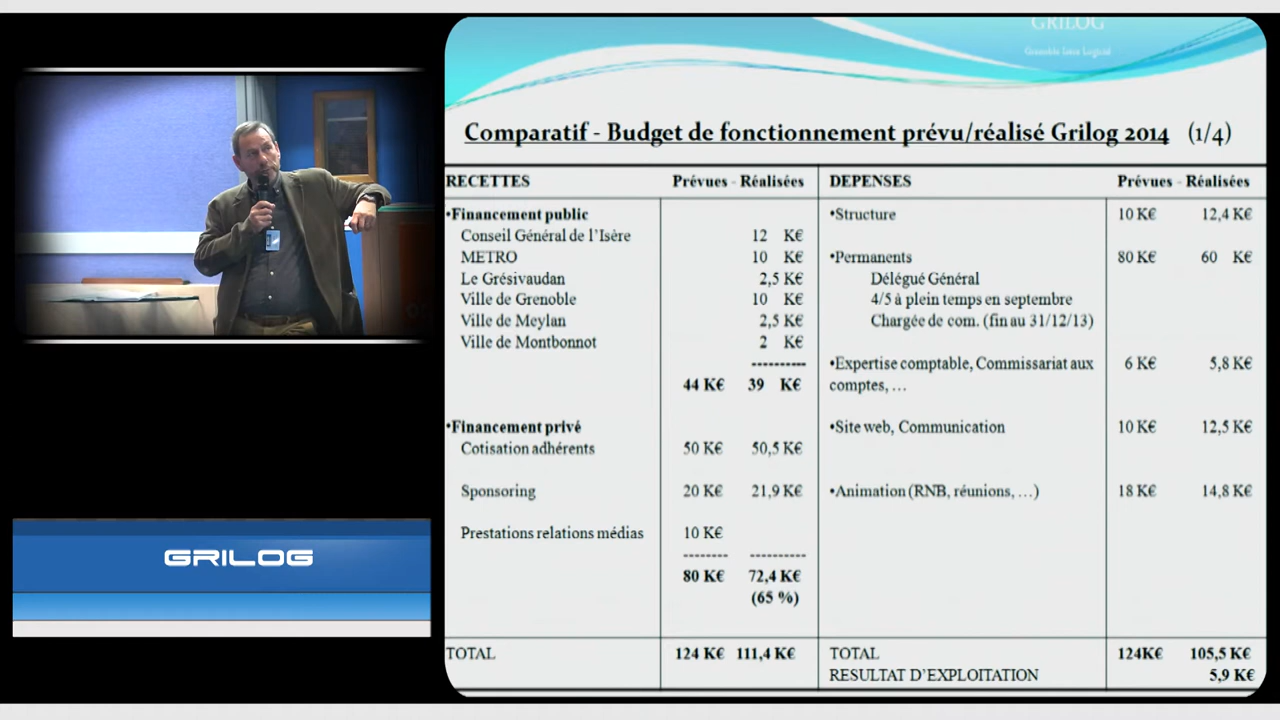 GRILOG
Grenoble Isère Logiciel
Comparatif - Budget de fonctionnement prévu/réalisé Grilog 2014 (1/4)
RECETTES Prévues - Réalisées DEPENSES Prévues - Réalisées
•Financement public •Structure 10 K€ 12,4 K€
Conseil Général de l'Isère 12 K€
METRO 10 K€ •Permanents 80 K€ 60 K€
Le Grésivaudan 2,5 K€ Délégué Général
Ville de Grenoble 10 K€ 4/5 à plein temps en septembre
Ville de Meylan 2,5 K€ Chargée de com. (fin au 31/12/13)
Ville de Montbonnot 2 K€
---------- •Expertise comptable, Commissariat aux 6 K€ 5,8 K€
44 K€ 39 K€ comptes, …
•Financement privé •Site web, Communication 10 K€ 12,5 K€
Cotisation adhérents 50 K€ 50,5 K€
Sponsoring 20 K€ 21,9 K€ •Animation (RNB, réunions, …) 18 K€ 14,8 K€
Prestations relations médias 10 K€
-------- ----------
80 K€ 72,4 K€
(65 %)
TOTAL 124 K€ 111,4 K€ TOTAL 124K€ 105,5 K€
RESULTAT D'EXPLOITATION 5,9 K€
GRILOG